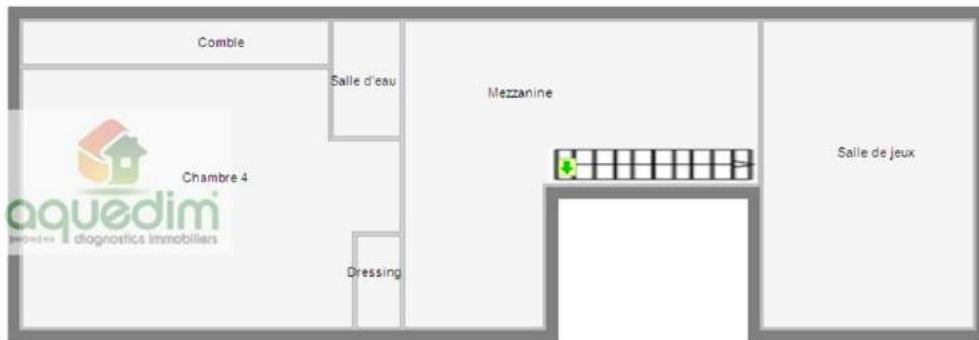 Comble
Salle d'eau
Mezzanine
Salle de jeux
Chambre 4
aquedim
diagnostics immobiliers
Dressing